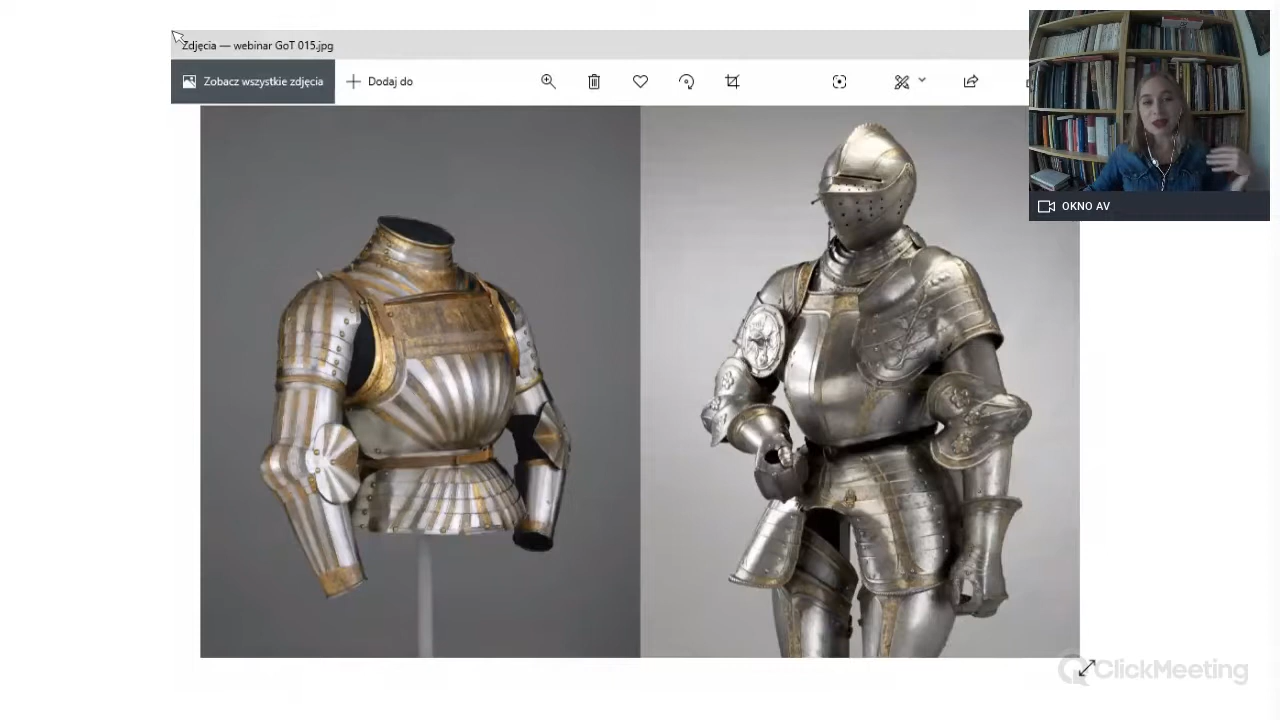 Zdjęcia — webinar GoT 015.jpg
Zobacz wszystkie zdjęcia
Dodaj do
OKNO AV
ClickMeeting